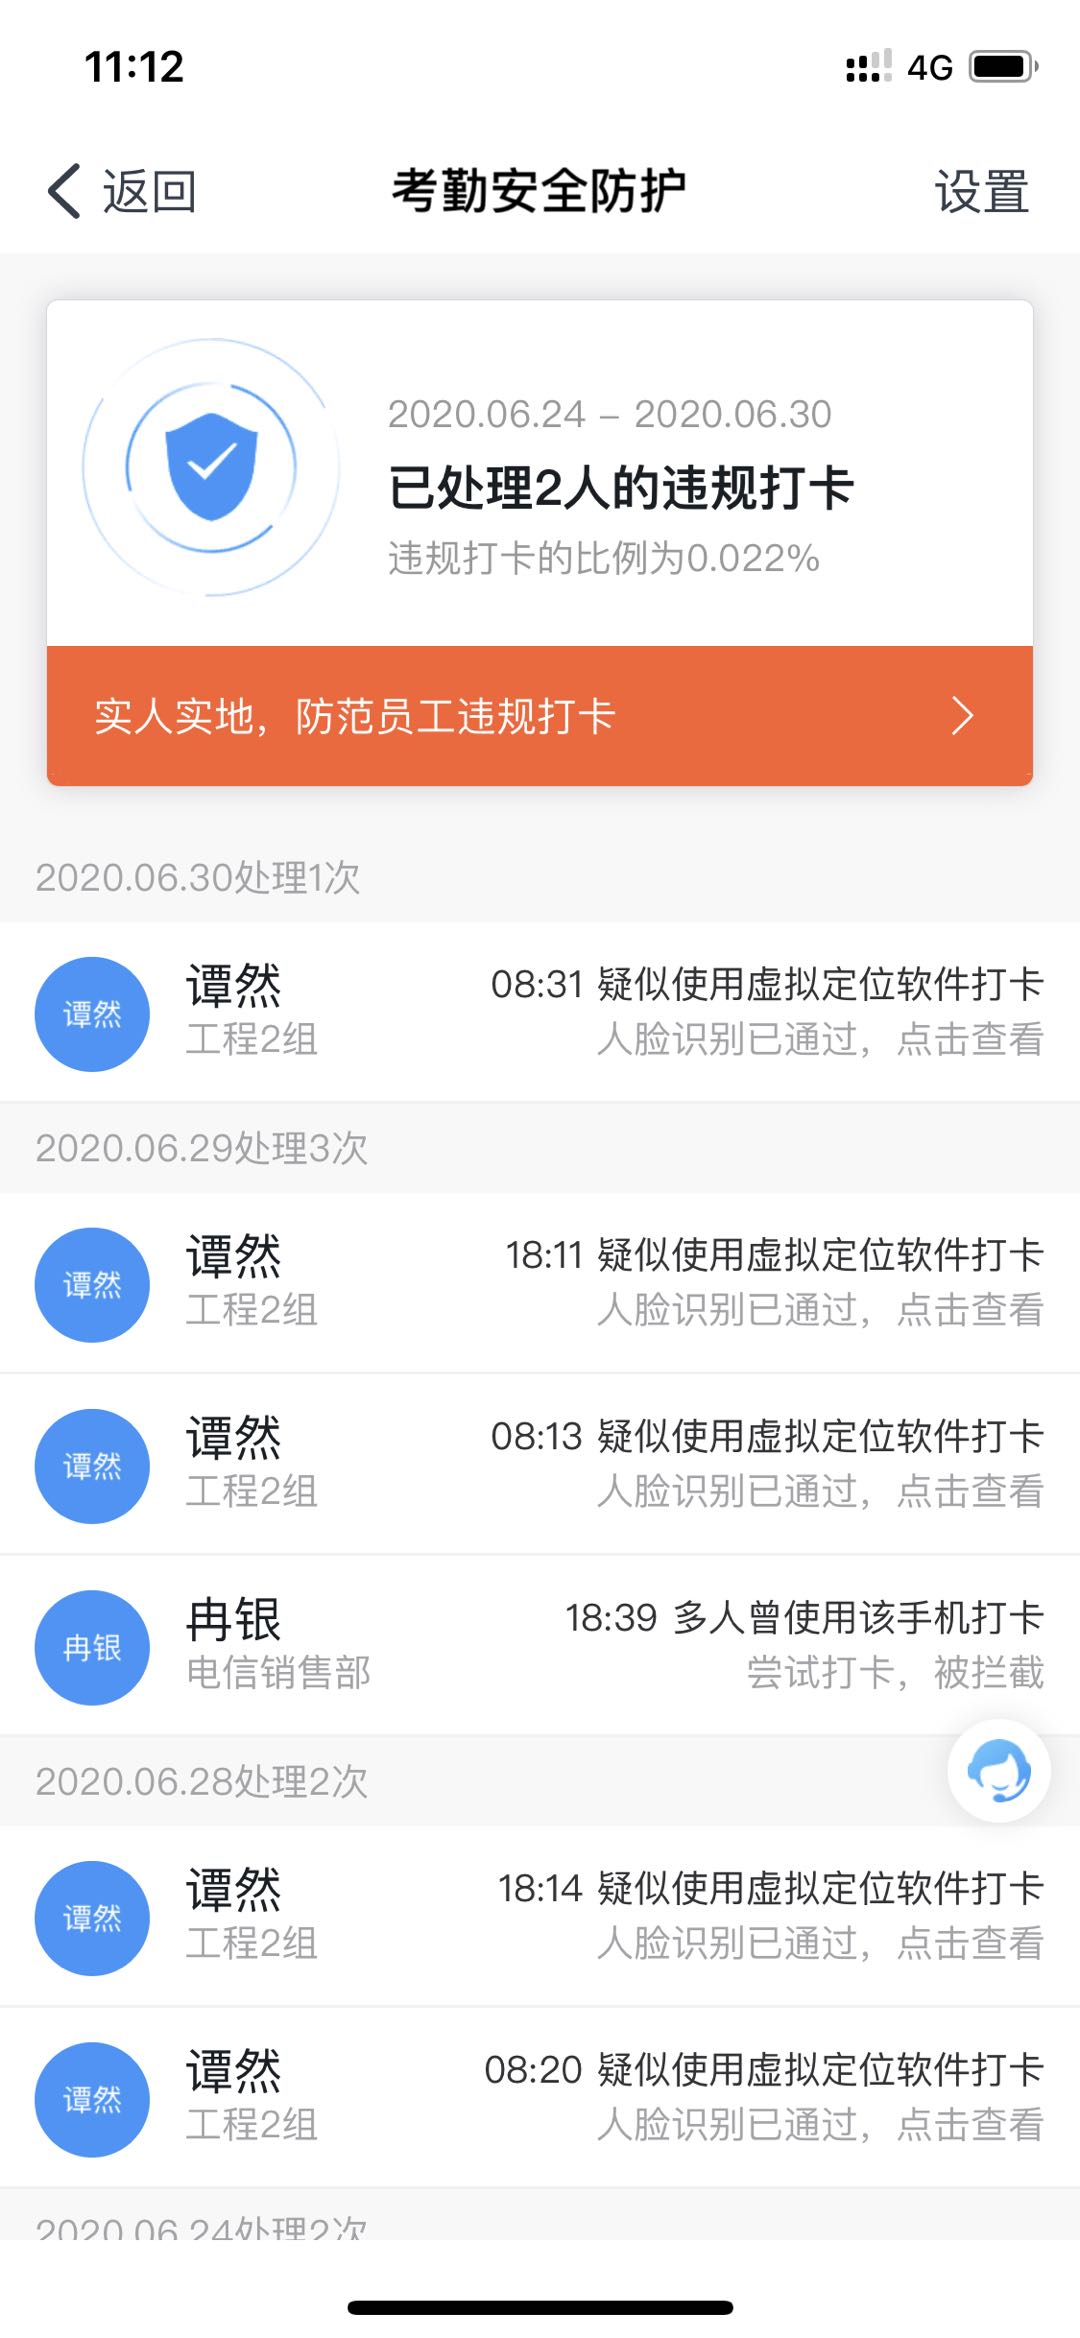 11:12
4G
返回
考勤安全防护
设置
2020.06.24 – 2020.06.30
已处理2人的违规打卡
违规打卡的比例为0.022%
实人实地，防范员工违规打卡
2020.06.30处理1次
谭然
谭然
08:31 疑似使用虚拟定位软件打卡
工程2组
人脸识别已通过，点击查看
2020.06.29处理3次
谭然
谭然
18:11 疑似使用虚拟定位软件打卡
工程2组
人脸识别已通过，点击查看
谭然
谭然
08:13 疑似使用虚拟定位软件打卡
工程2组
人脸识别已通过，点击查看
冉银
冉银
18:39 多人曾使用该手机打卡
电信销售部
尝试打卡，被拦截
2020.06.28处理2次
谭然
谭然
18:14 疑似使用虚拟定位软件打卡
工程2组
人脸识别已通过，点击查看
谭然
谭然
08:20 疑似使用虚拟定位软件打卡
工程2组
人脸识别已通过，点击查看
2020.06.24处理2次